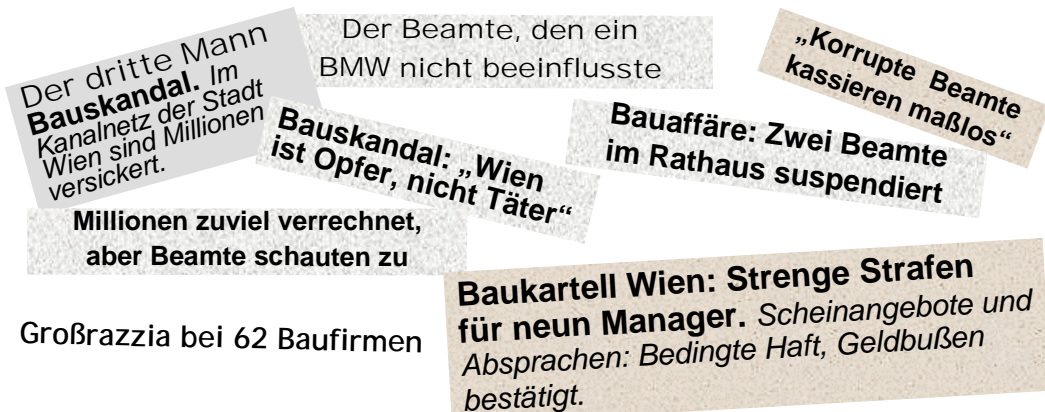 Der dritte Mann
Bauskandal. Im
Kanalnetz der Stadt
Wien sind Millionen
versickert.
Der Beamte, den ein
BMW nicht beeinflusste
„Korrupte Beamte
kassieren maßlos“
Bauskandal: „Wien
ist Opfer, nicht Täter“
Bauaffäre: Zwei Beamte
im Rathaus suspendiert
Millionen zuviel verrechnet,
aber Beamte schauten zu
Großrazzia bei 62 Baufirmen
Baukartell Wien: Strenge Strafen
für neun Manager. Scheinangebote und
Absprachen: Bedingte Haft, Geldbußen
bestätigt.